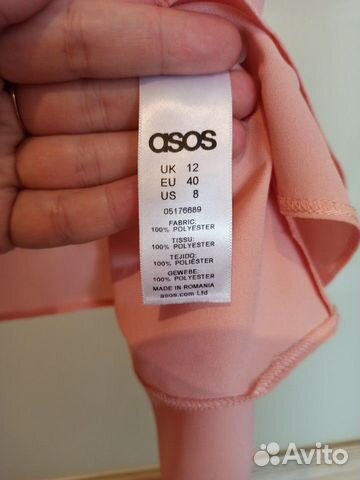 asos
UK 12
EU 40
US 8
05176689
FABRIC:
100% POLYESTER
TISSU:
100% POLYESTER
TEJIDO:
100% POLIÉSTER
GEWEBE:
100% POLYESTER
MADE IN ROMANIA
asos.com Ltd
Avito